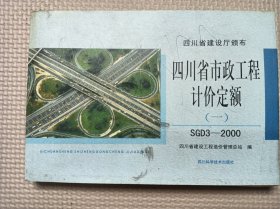 四川省建设厅颁布
四川省市政工程
计价定额
(一)
SGD3—2000
四川省建设工程造价管理总站 编
四川科学技术出版社